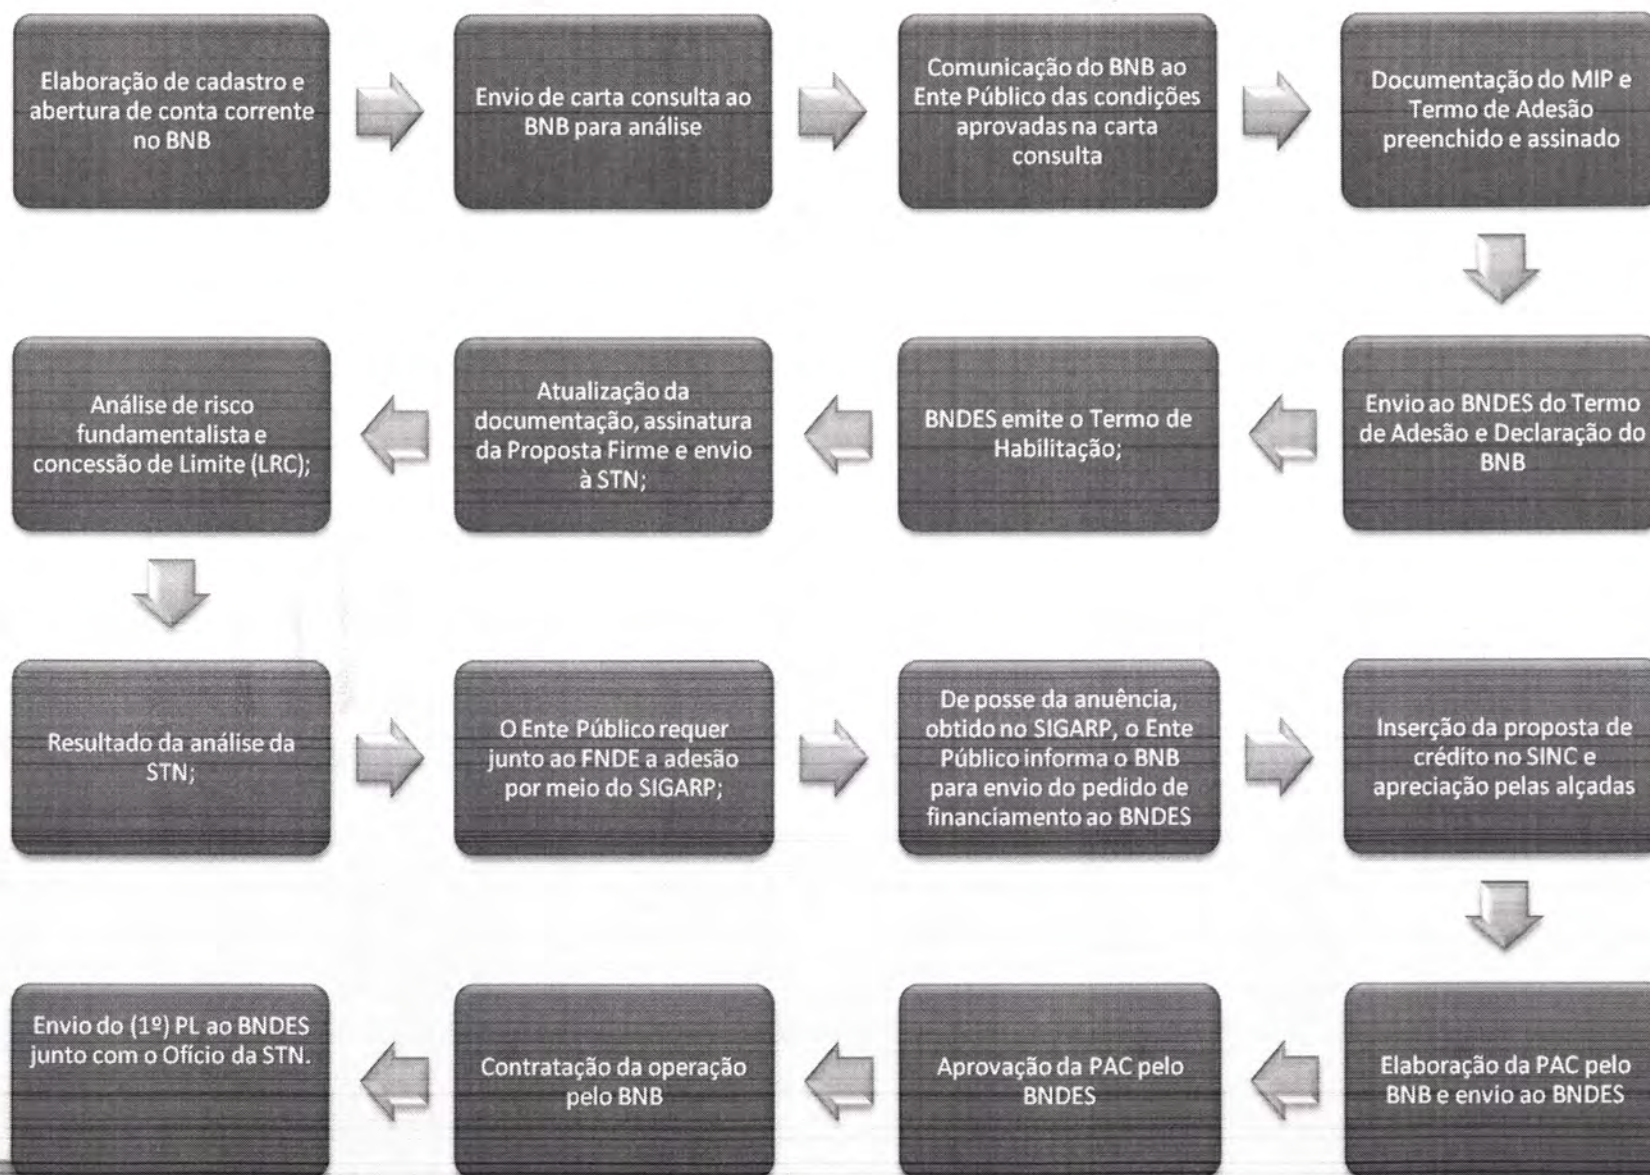 Elaboração de cadastro e
abertura de conta corrente
no BNB
Envio de carta consulta ao
BNB para análise
Comunicação do BNB ao
Ente Público das condições
aprovadas na carta
consulta
Documentação do MIP e
Termo de Adesão
preenchido e assinado
Envio ao BNDES do Termo
de Adesão e Declaração do
BNB
BNDES emite o Termo de
Habilitação;
Atualização da
documentação, assinatura
da Proposta Firme e envio
à STN;
Análise de risco
fundamentalista e
concessão de Limite (LRC);
Resultado da análise da
STN;
O Ente Público requer
junto ao FNDE a adesão
por meio do SIGARP;
De posse da anuência,
obtido no SIGARP, o Ente
Público informa o BNB
para envio do pedido de
financiamento ao BNDES
Inserção da proposta de
crédito no SINC e
apreciação pelas alçadas
Elaboração da PAC pelo
BNB e envio ao BNDES
Aprovação da PAC pelo
BNDES
Contratação da operação
pelo BNB
Envio do (1º) PL ao BNDES
junto com o Ofício da STN.